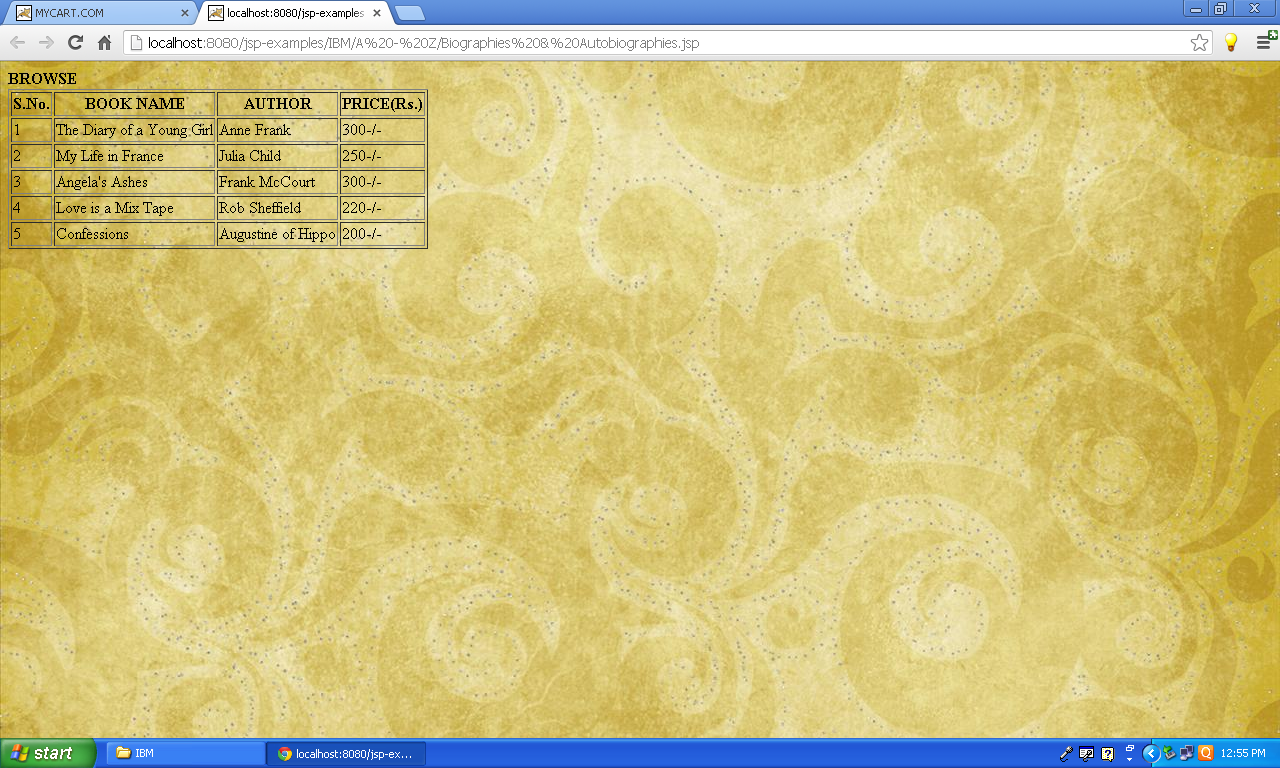 MYCART.COM
localhost:8080/jsp-examples
localhost:8080/jsp-examples/IBM/A%20-%20Z/Biographies%20&%20Autobiographies.jsp
BROWSE
S.No. BOOK NAME AUTHOR PRICE(Rs.)
1 The Diary of a Young Girl Anne Frank 300-/-
2 My Life in France Julia Child 250-/-
3 Angela's Ashes Frank McCourt 300-/-
4 Love is a Mix Tape Rob Sheffield 220-/-
5 Confessions Augustine of Hippo 200-/-
start IBM localhost:8080/jsp-ex... 12:55 PM